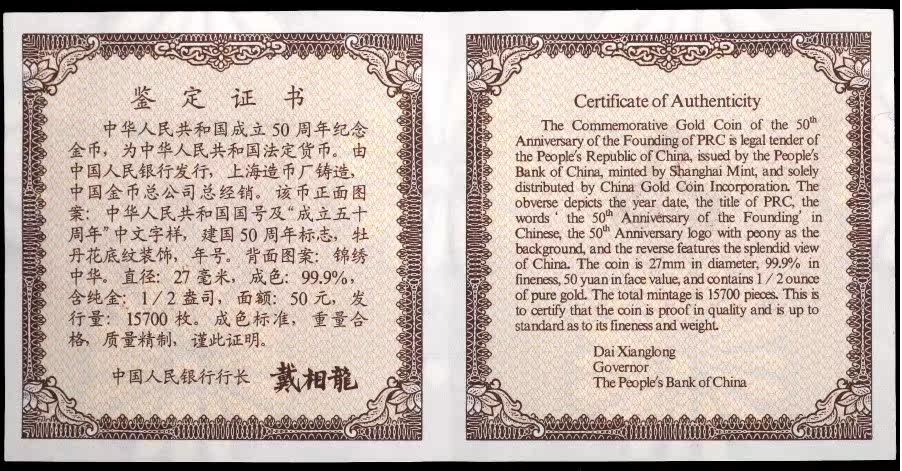 鉴定证书
中华人民共和国成立50周年纪念
金币，为中华人民共和国法定货币。由
中国人民银行发行，上海造币厂铸造，
中国金币总公司总经销。该币正面图
案：中华人民共和国国号及“成立五十
周年”中文字样，建国50周年标志，牡
丹花底纹装饰，年号。背面图案：锦绣
中华。直径：27毫米，成色：99.9%，
含纯金：1/2盎司，面额：50元，发
行量：15700枚。成色标准，重量合
格，质量精制，谨此证明。
中国人民银行行长 戴相龍
Certificate of Authenticity
The Commemorative Gold Coin of the 50th
Anniversary of the Founding of PRC is legal tender of
the People's Republic of China, issued by the People's
Bank of China, minted by Shanghai Mint, and solely
distributed by China Gold Coin Incorporation. The
obverse depicts the year date, the title of PRC, the
words ' the 50th Anniversary of the Founding' in
Chinese, the 50th Anniversary logo with peony as the
background, and the reverse features the splendid view
of China. The coin is 27mm in diameter, 99.9% in
fineness, 50 yuan in face value, and contains 1/2 ounce
of pure gold. The total mintage is 15700 pieces. This is
to certify that the coin is proof in quality and is up to
standard as to its fineness and weight.
Dai Xianglong
Governor
The People's Bank of China